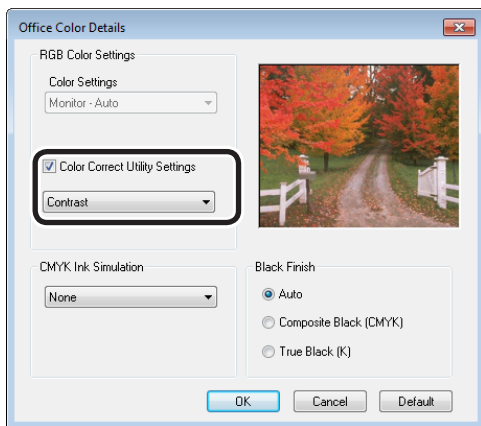 Office Color Details
RGB Color Settings
Color Settings
Monitor - Auto
Color Correct Utility Settings
Contrast
CMYK Ink Simulation
None
Black Finish
Auto
Composite Black (CMYK)
True Black (K)
OK
Cancel
Default